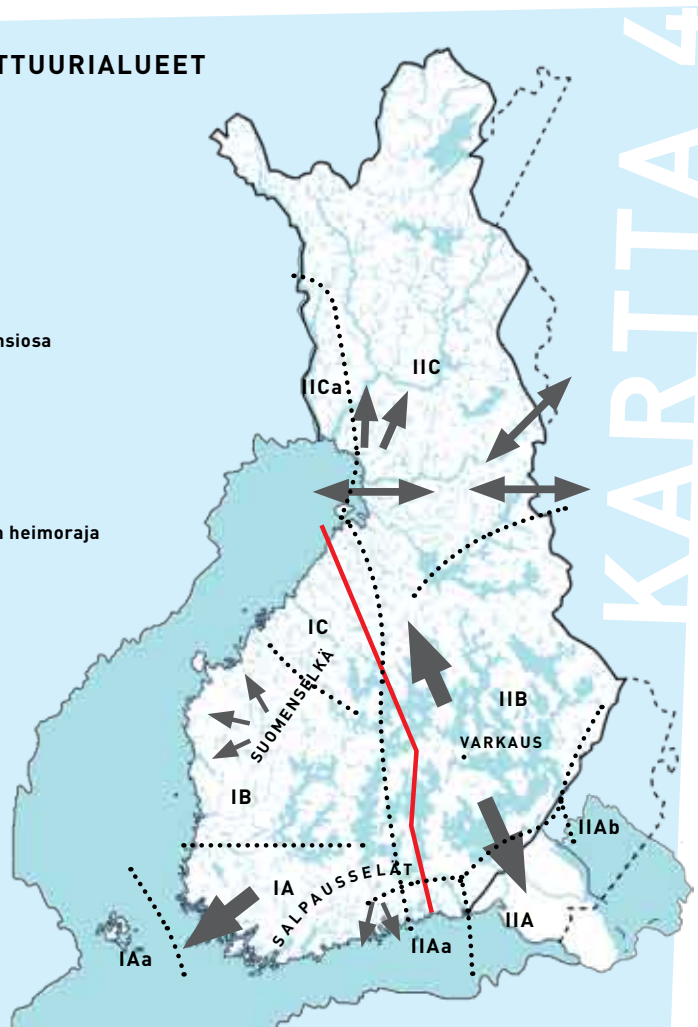 TTUURIALUEET
KARTTA 4
nsiosa
IIC
IICa
n heimoraja
IC
SUOMENSELKÄ
IIB
VARKAUS
IB
IIAb
SALPAUSSELÄT
IA
IIA
IIAa
IAa